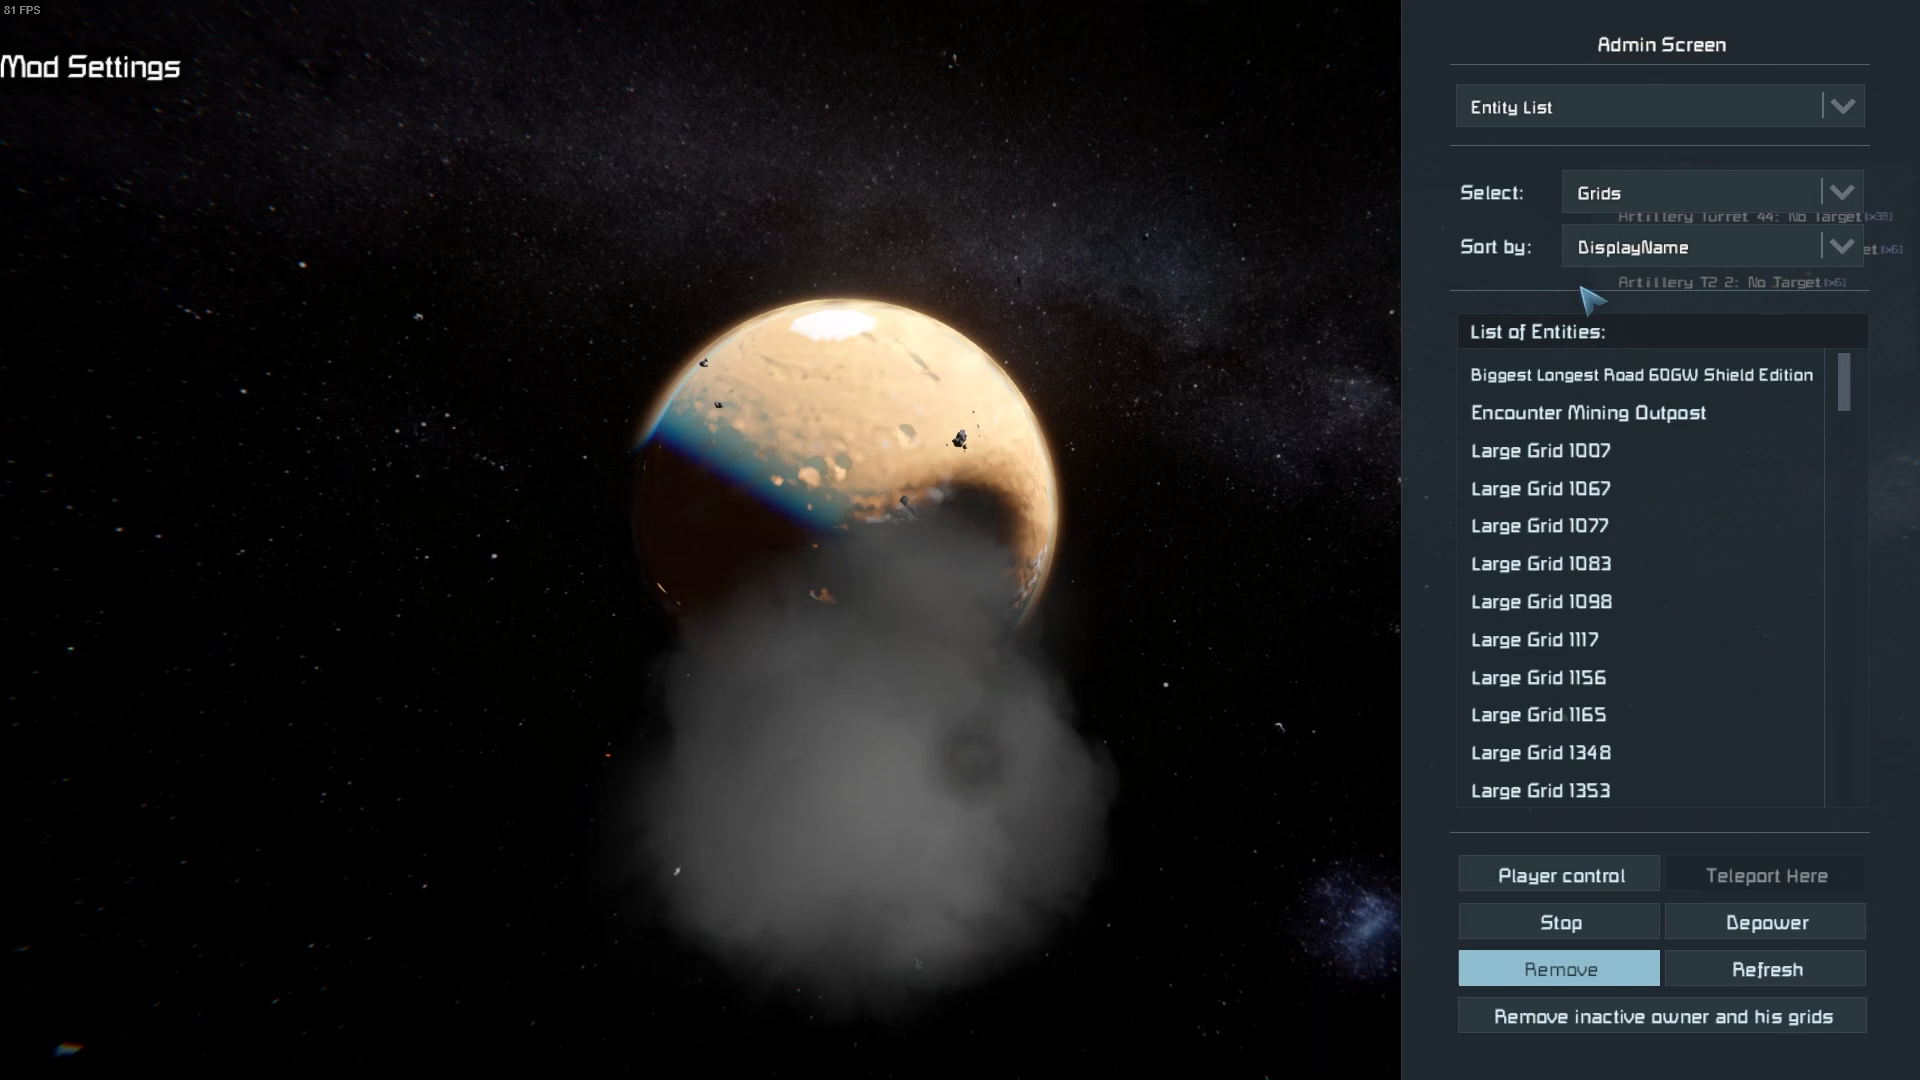 81 FPS
Mod Settings
Admin Screen
Entity List
Select:
Grids
Artillery Turret 44: No Target[x38]
Sort by:
DisplayName
et[x6]
Artillery T2 2: No Target[x6]
List of Entities:
Biggest Longest Road 60GW Shield Edition
Encounter Mining Outpost
Large Grid 1007
Large Grid 1067
Large Grid 1077
Large Grid 1083
Large Grid 1098
Large Grid 1117
Large Grid 1156
Large Grid 1165
Large Grid 1348
Large Grid 1353
Player control
Teleport Here
Stop
Depower
Remove
Refresh
Remove inactive owner and his grids